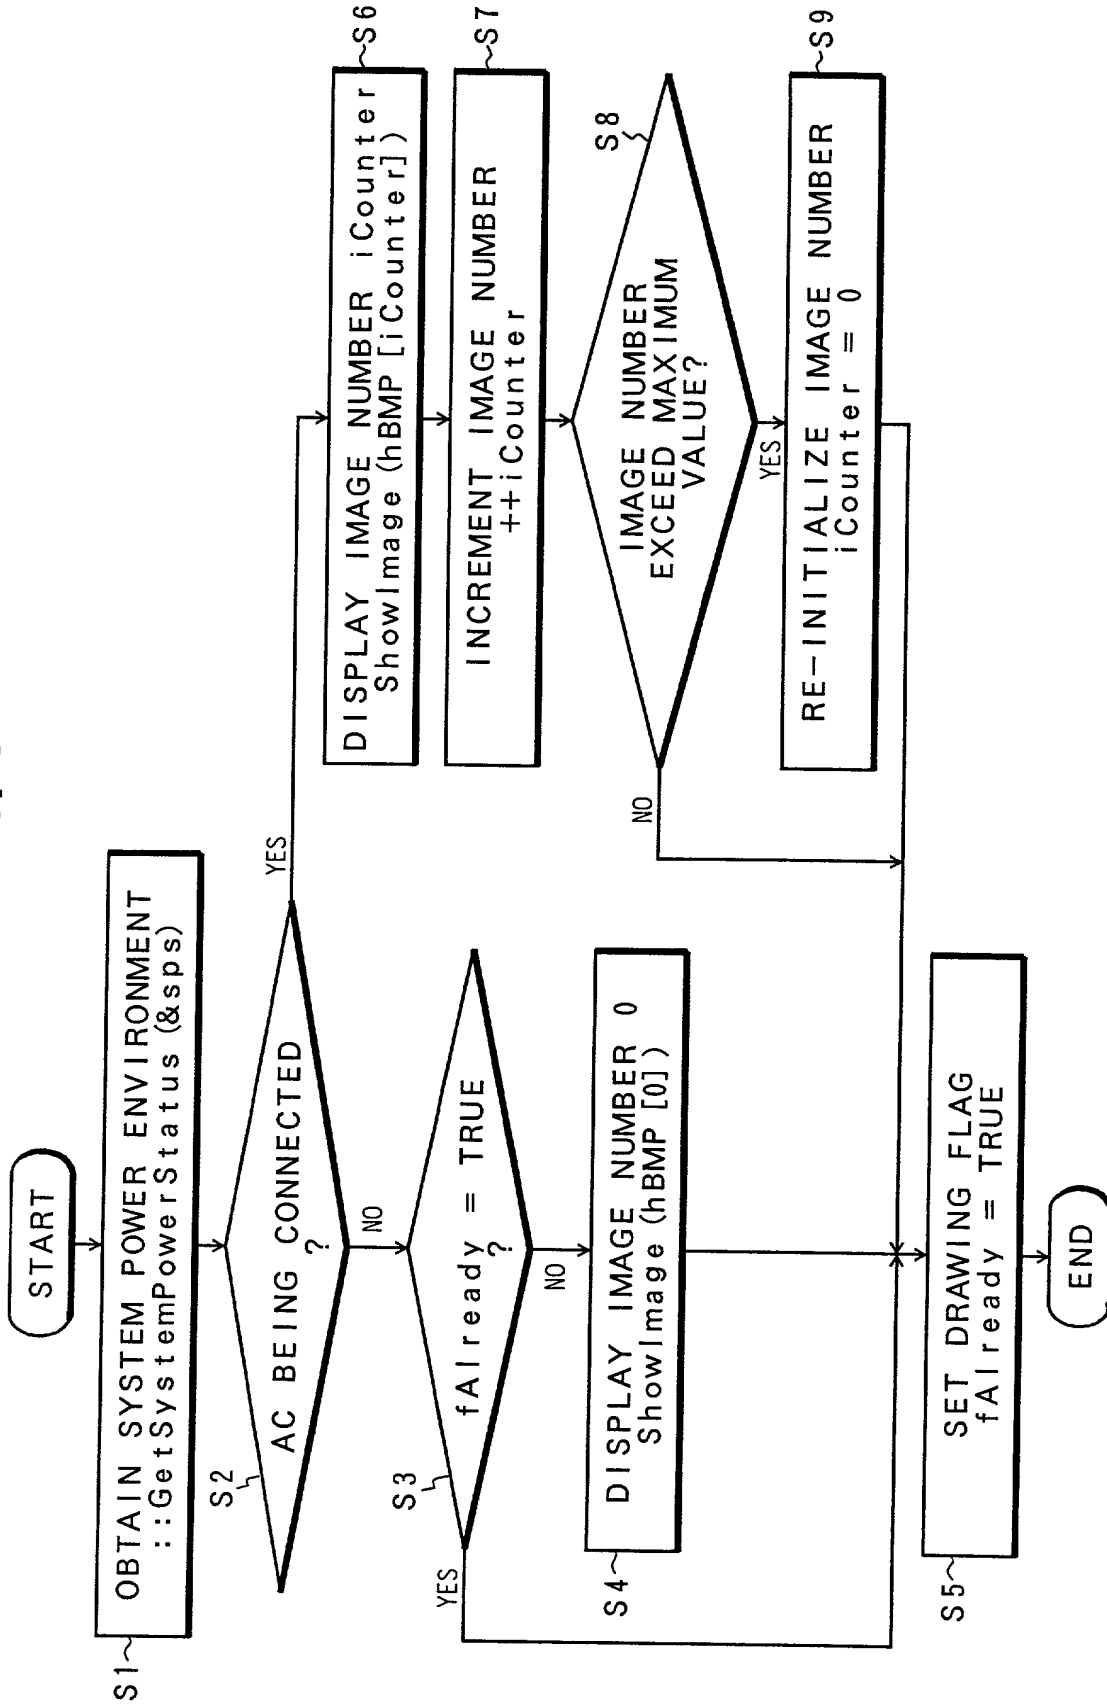 START
S1
OBTAIN SYSTEM POWER ENVIRONMENT
::GetSystemPowerStatus (&sps)
S2
AC BEING CONNECTED
?
YES
NO
S3
fAlready = TRUE
?
YES
NO
S4
DISPLAY IMAGE NUMBER 0
ShowImage (hBMP [0])
S5
SET DRAWING FLAG
fAlready = TRUE
END
S6
DISPLAY IMAGE NUMBER iCounter
ShowImage (hBMP [iCounter])
S7
INCREMENT IMAGE NUMBER
++iCounter
S8
IMAGE NUMBER
EXCEED MAXIMUM
VALUE?
NO
YES
S9
RE-INITIALIZE IMAGE NUMBER
iCounter = 0